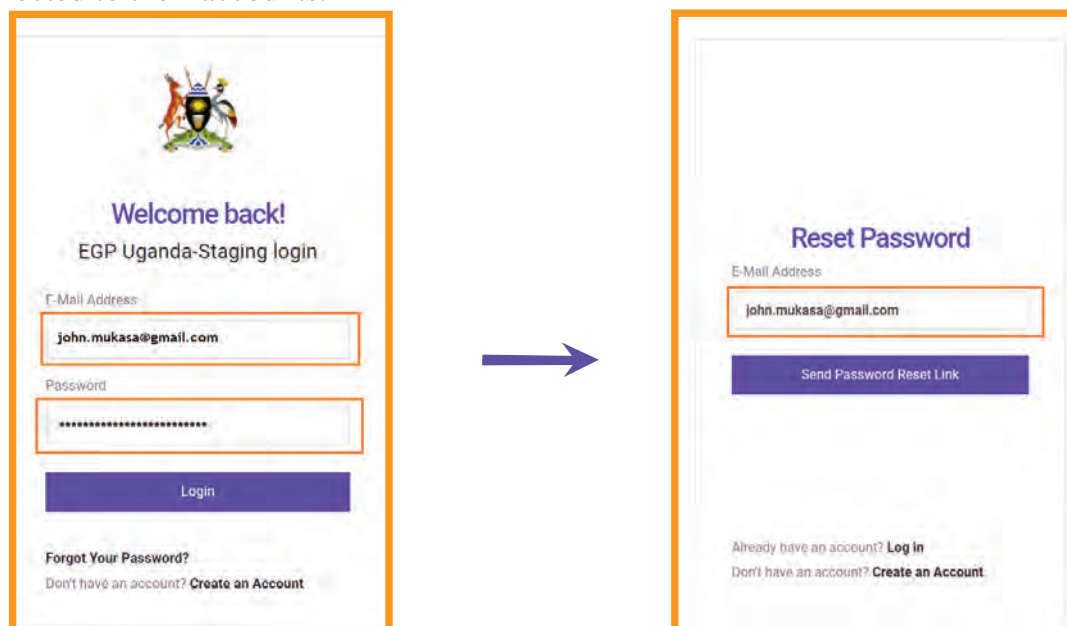 Welcome back!
EGP Uganda-Staging login
E-Mail Address
john.mukasa@gmail.com
Password
*************************
Login
Forgot Your Password?
Don't have an account? Create an Account
Reset Password
E-Mail Address
john.mukasa@gmail.com
Send Password Reset Link
Already have an account? Log in
Don't have an account? Create an Account